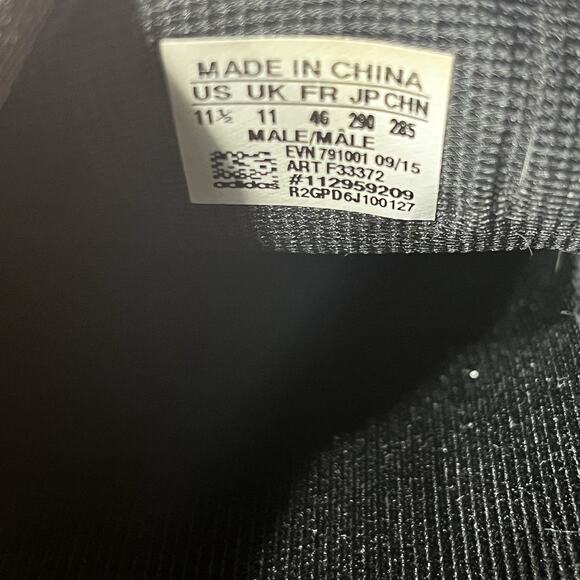 MADE IN CHINA
US UK FR JP CHN
11½ 11 46 290 285
MALE/MÂLE
EVN 791001 09/15
ART F33372
#112959209
adidas R2GPD6J100127